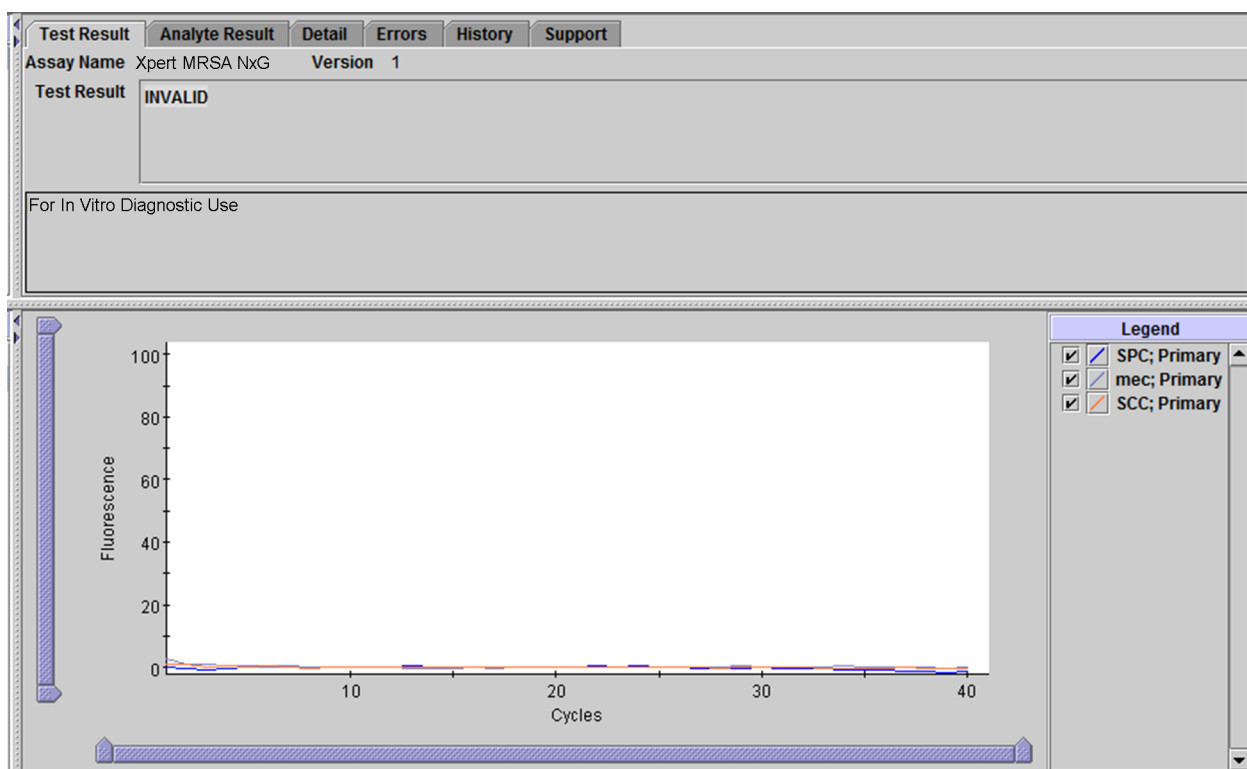 Test Result Analyte Result Detail Errors History Support
Assay Name Xpert MRSA NxG Version 1
Test Result INVALID
For In Vitro Diagnostic Use
Legend
SPC; Primary
mec; Primary
SCC; Primary
100
80
60
40
20
0
Fluorescence
10 20 30 40
Cycles